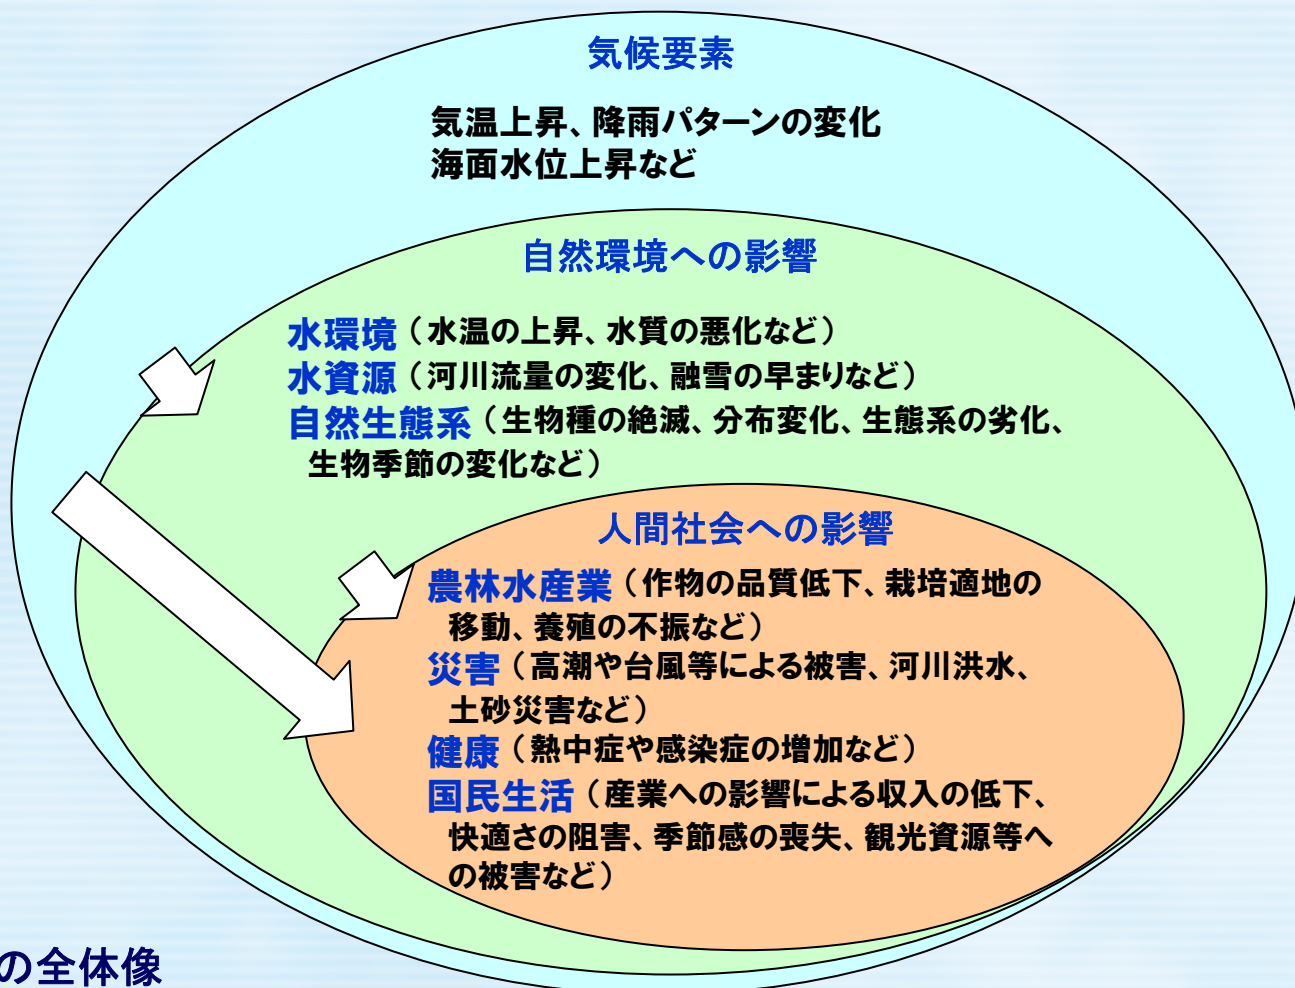 気候要素
気温上昇、降雨パターンの変化
海面水位上昇など
自然環境への影響
水環境（水温の上昇、水質の悪化など）
水資源（河川流量の変化、融雪の早まりなど）
自然生態系（生物種の絶滅、分布変化、生態系の劣化、
生物季節の変化など）
人間社会への影響
農林水産業（作物の品質低下、栽培適地の
移動、養殖の不振など）
災害（高潮や台風等による被害、河川洪水、
土砂災害など）
健康（熱中症や感染症の増加など）
国民生活（産業への影響による収入の低下、
快適さの阻害、季節感の喪失、観光資源等へ
の被害など）
の全体像